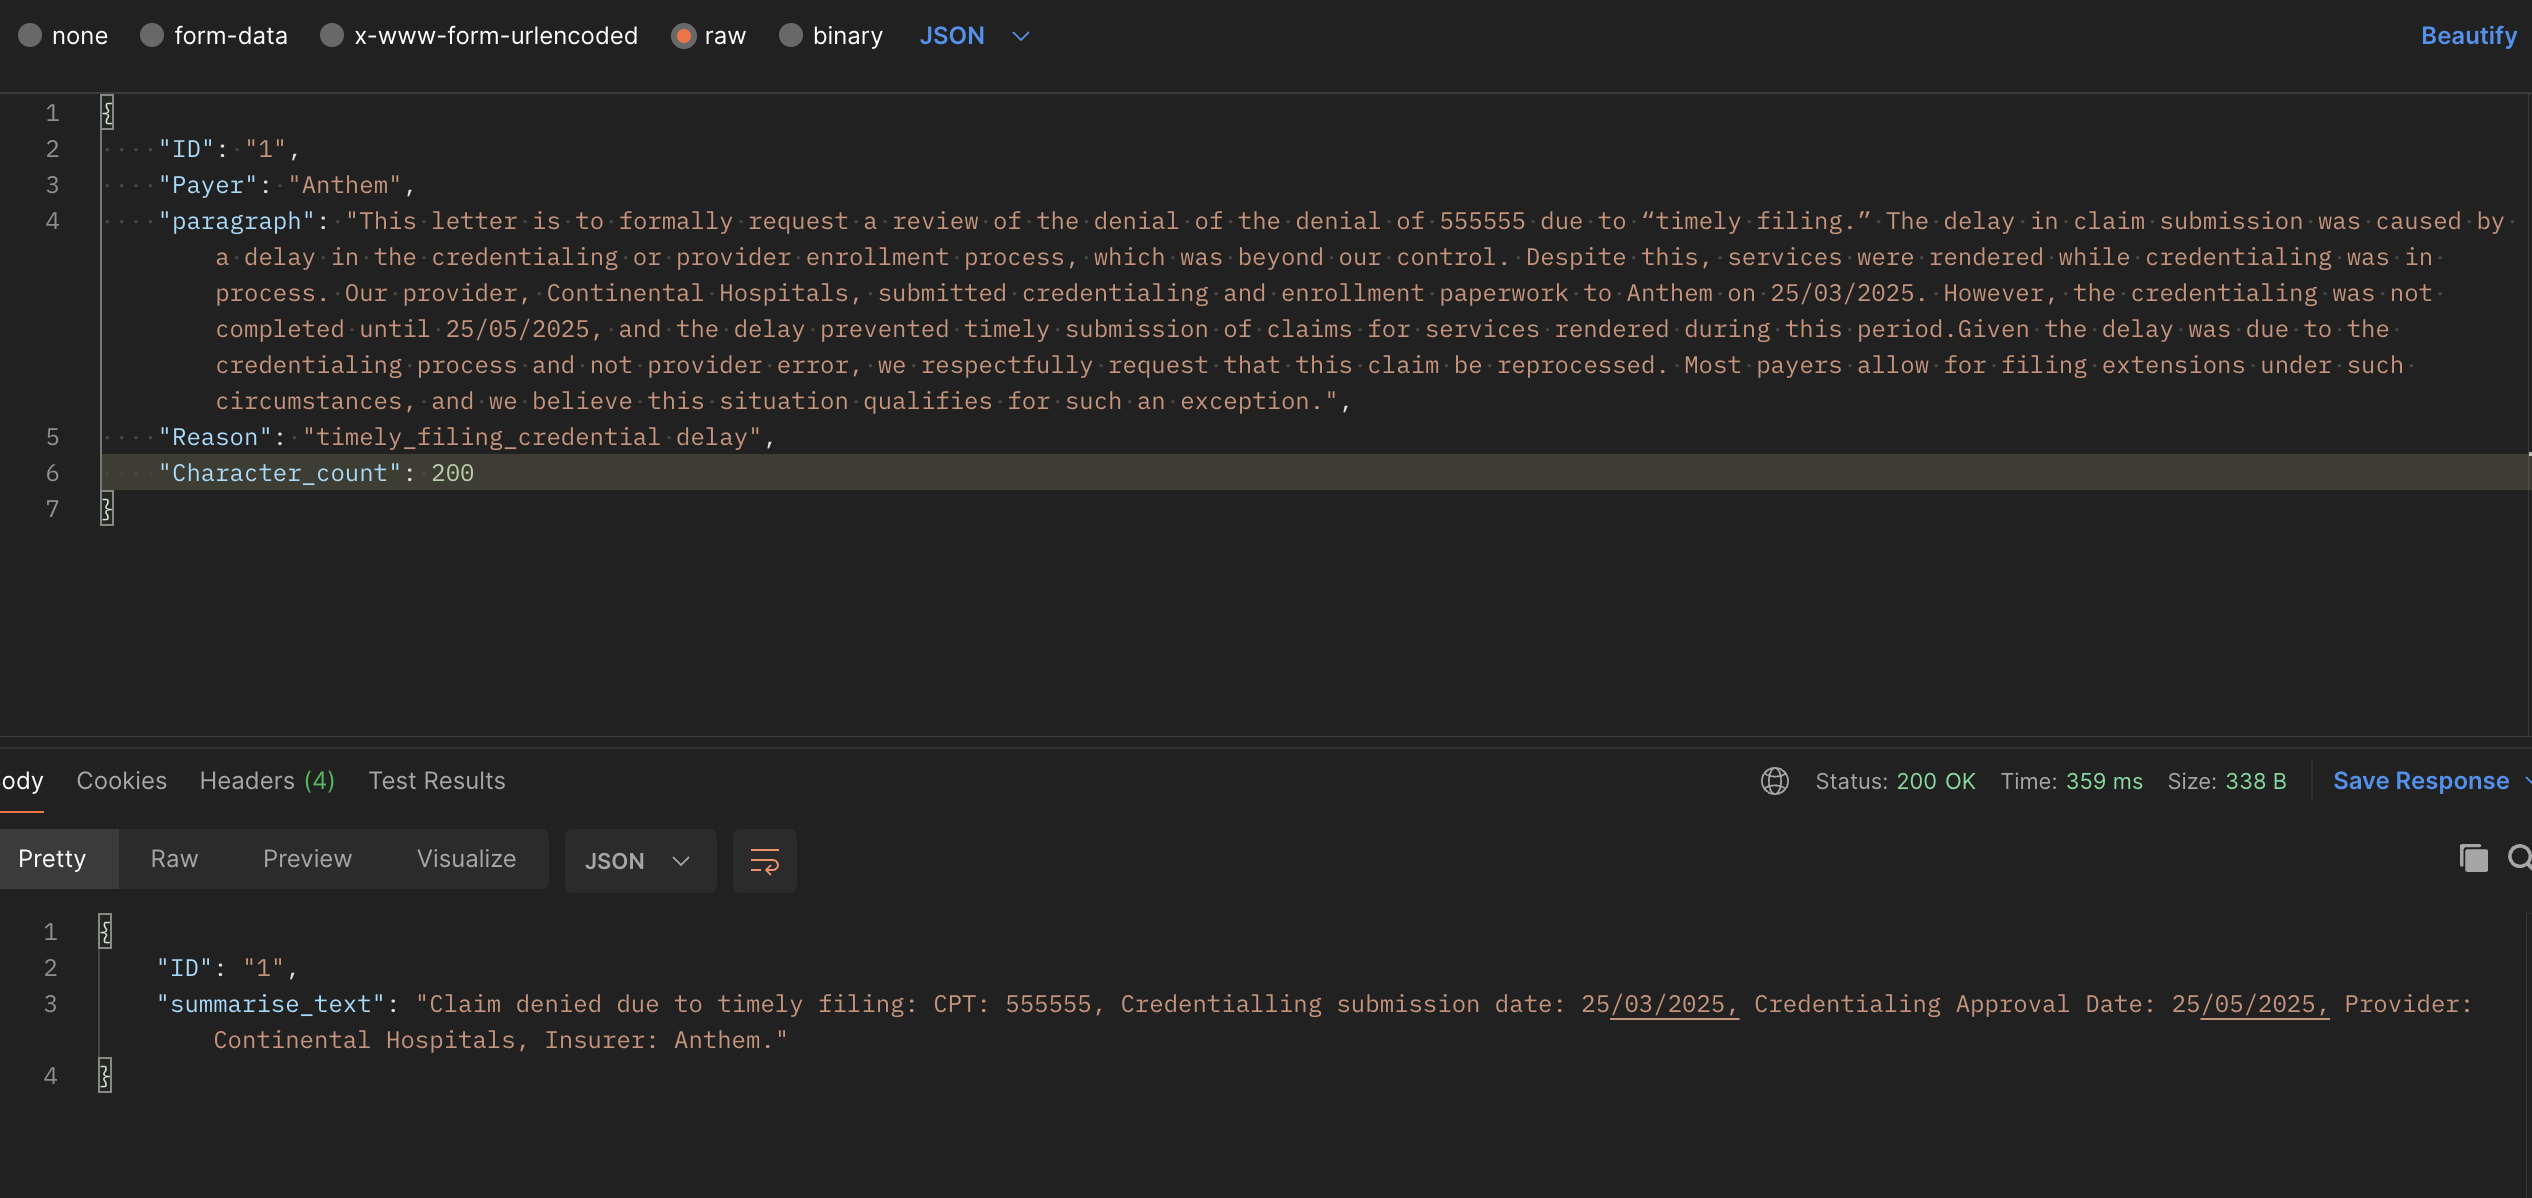 none form-data x-www-form-urlencoded raw binary JSON Beautify
1 {
2 "ID": "1",
3 "Payer": "Anthem",
4 "paragraph": "This letter is to formally request a review of the denial of the denial of 555555 due to “timely filing.” The delay in claim submission was caused by
a delay in the credentialing or provider enrollment process, which was beyond our control. Despite this, services were rendered while credentialing was in
process. Our provider, Continental Hospitals, submitted credentialing and enrollment paperwork to Anthem on 25/03/2025. However, the credentialing was not
completed until 25/05/2025, and the delay prevented timely submission of claims for services rendered during this period.Given the delay was due to the
credentialing process and not provider error, we respectfully request that this claim be reprocessed. Most payers allow for filing extensions under such
circumstances, and we believe this situation qualifies for such an exception.",
5 "Reason": "timely_filing_credential delay",
6 "Character_count": 200
7 }
ody Cookies Headers (4) Test Results Status: 200 OK Time: 359 ms Size: 338 B Save Response
Pretty Raw Preview Visualize JSON
1 {
2 "ID": "1",
3 "summarise_text": "Claim denied due to timely filing: CPT: 555555, Credentialling submission date: 25/03/2025, Credentialing Approval Date: 25/05/2025, Provider:
Continental Hospitals, Insurer: Anthem."
4 }